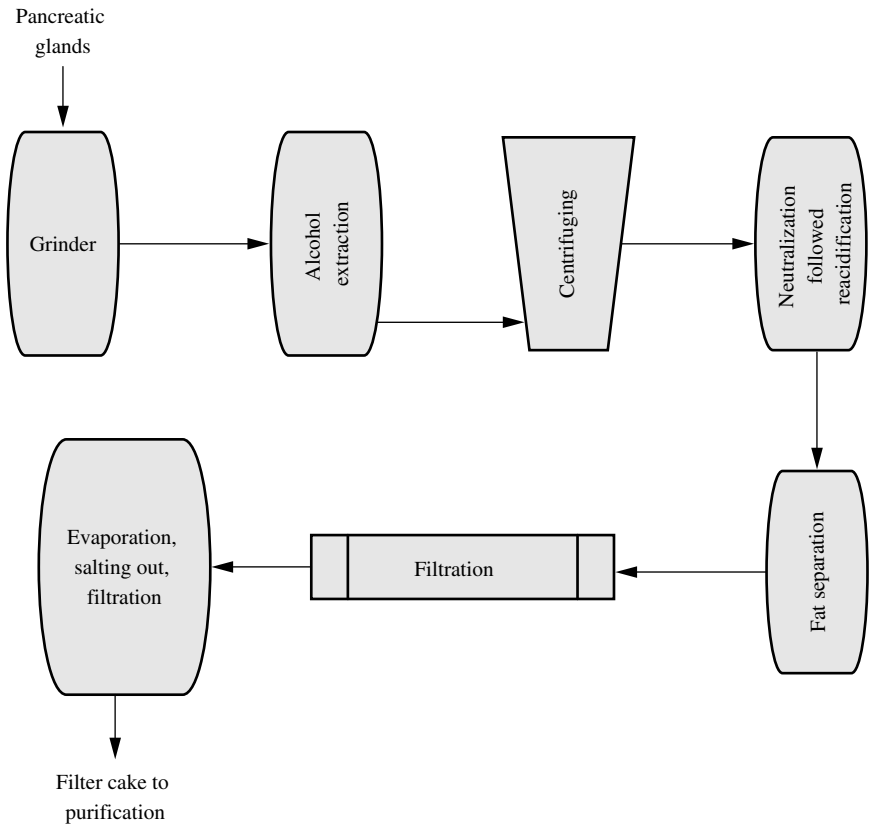 Pancreatic
glands
Grinder
Alcohol
extraction
Centrifuging
Neutralization
followed
reacidification
Fat separation
Filtration
Evaporation,
salting out,
filtration
Filter cake to
purification